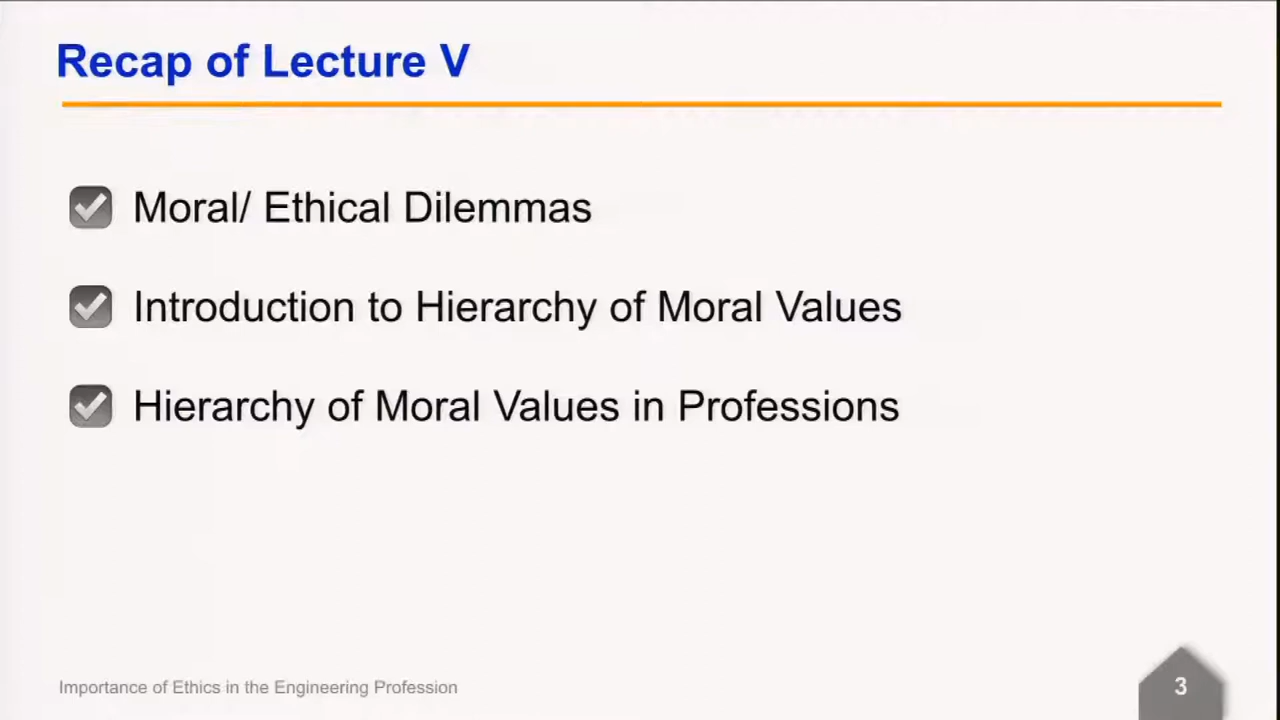 Recap of Lecture V
Moral/ Ethical Dilemmas
Introduction to Hierarchy of Moral Values
Hierarchy of Moral Values in Professions
Importance of Ethics in the Engineering Profession
3